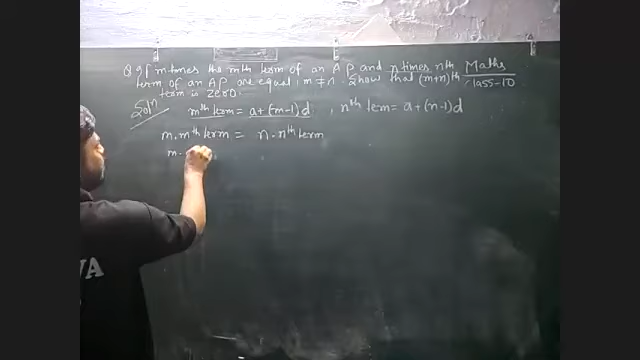 Q If m times the mth term of an A P and n times nth Maths
term of an AP are equal, m ≠ n. Show that (m+n)th class-10
term is zero.
Solⁿ mᵗʰ term = a+(m-1)d , nᵗʰ term = a+(n-1)d
m.mᵗʰ term = n.nᵗʰ term
m.
VA